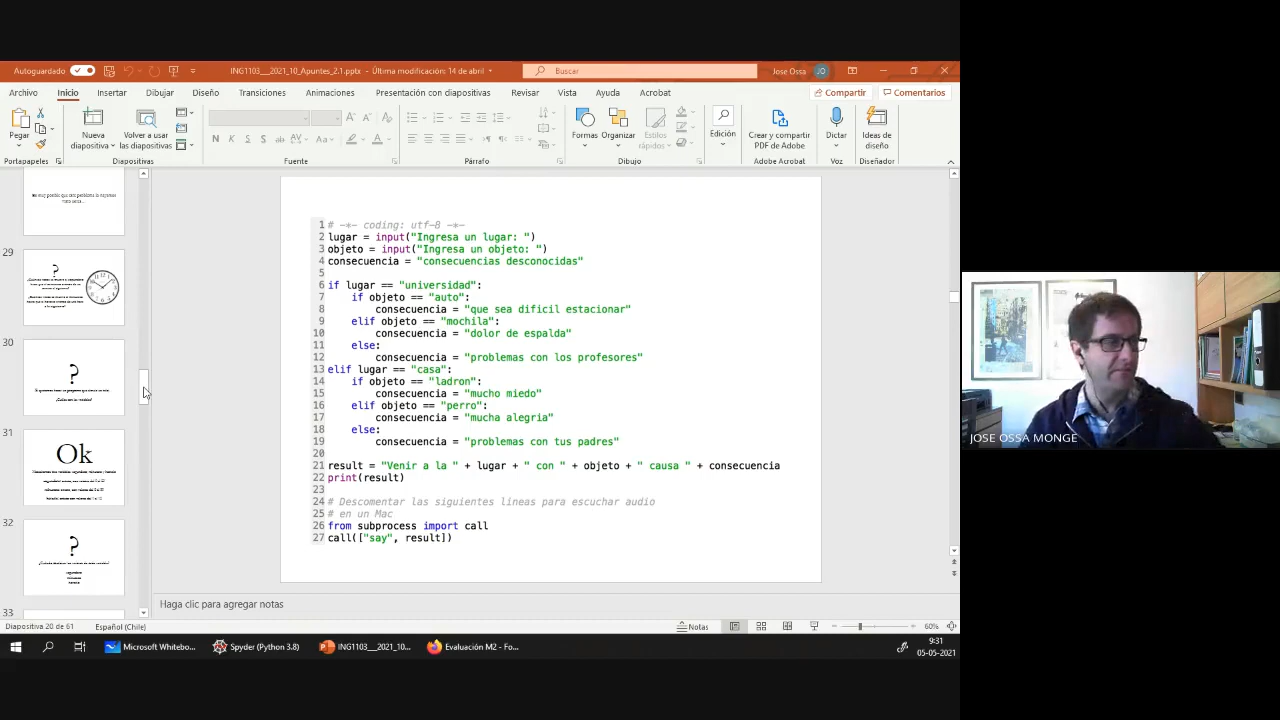 Autoguardado
ING1103___2021_10_Apuntes_2.1.pptx - Última modificación: 14 de abril
Buscar
Jose Ossa
JO
Archivo
Inicio
Insertar
Dibujar
Diseño
Transiciones
Animaciones
Presentación con diapositivas
Revisar
Vista
Ayuda
Acrobat
Compartir
Comentarios
Pegar
Nueva diapositiva
Volver a usar las diapositivas
Formas
Organizar
Estilos rápidos
Edición
Crear y compartir PDF de Adobe
Dictar
Ideas de diseño
Portapapeles
Diapositivas
Fuente
Párrafo
Dibujo
Adobe Acrobat
Voz
Diseñador
29
?
30
?
31
Ok
32
?
33
1 # -*- coding: utf-8 -*-
2 lugar = input("Ingresa un lugar: ")
3 objeto = input("Ingresa un objeto: ")
4 consecuencia = "consecuencias desconocidas"
5
6 if lugar == "universidad":
7 if objeto == "auto":
8 consecuencia = "que sea dificil estacionar"
9 elif objeto == "mochila":
10 consecuencia = "dolor de espalda"
11 else:
12 consecuencia = "problemas con los profesores"
13 elif lugar == "casa":
14 if objeto == "ladron":
15 consecuencia = "mucho miedo"
16 elif objeto == "perro":
17 consecuencia = "mucha alegria"
18 else:
19 consecuencia = "problemas con tus padres"
20
21 result = "Venir a la " + lugar + " con " + objeto + " causa " + consecuencia
22 print(result)
23
24 # Descomentar las siguientes lineas para escuchar audio
25 # en un Mac
26 from subprocess import call
27 call(["say", result])
Haga clic para agregar notas
Diapositiva 20 de 61
Español (Chile)
Notas
60%
Microsoft Whitebo...
Spyder (Python 3.8)
ING1103___2021_10...
Evaluación M2 - Fo...
9:31
05-05-2021
JOSE OSSA MONGE